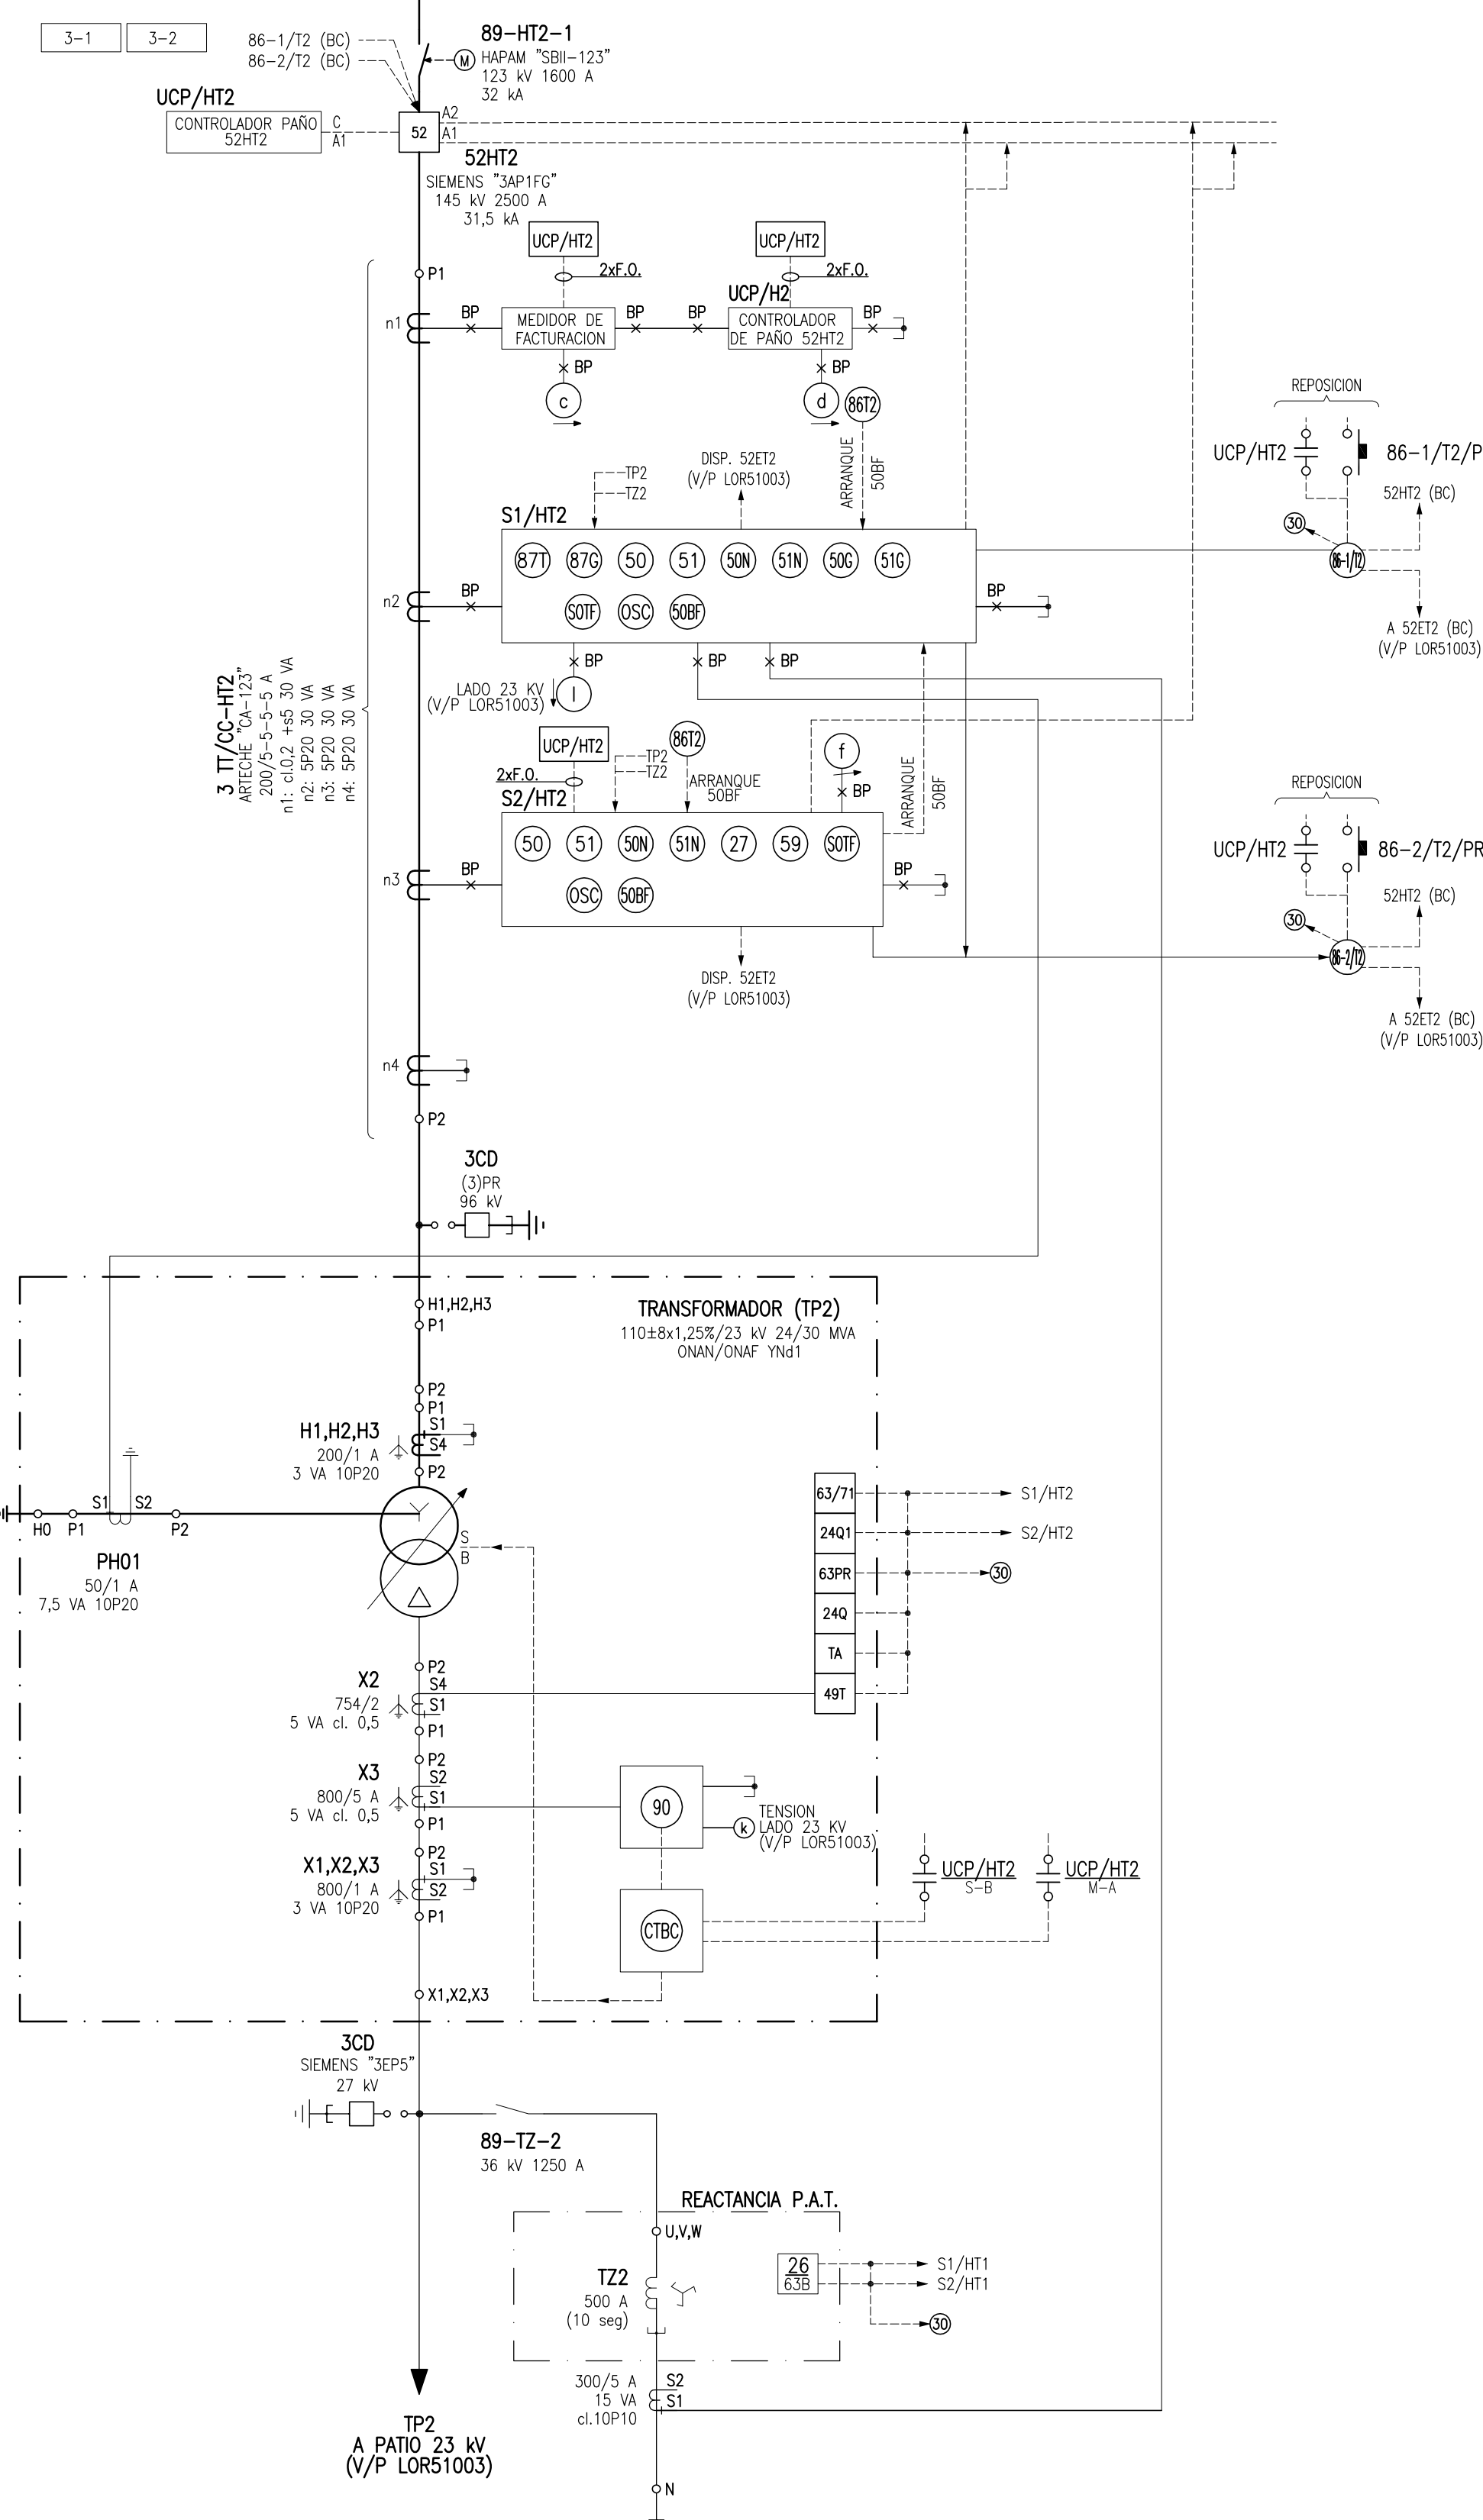 3-1
3-2
86-1/T2 (BC)
86-2/T2 (BC)
89-HT2-1
M
HAPAM "SBII-123"
123 kV 1600 A
32 kA
UCP/HT2
CONTROLADOR PAÑO
52HT2
C
A1
52
A2
A1
52HT2
SIEMENS "3AP1FG"
145 kV 2500 A
31,5 kA
P1
UCP/HT2
2xF.O.
UCP/HT2
2xF.O.
UCP/H2
n1
BP
MEDIDOR DE
FACTURACION
BP
BP
CONTROLADOR
DE PAÑO 52HT2
BP
BP
BP
c
d
86T2
ARRANQUE
50BF
REPOSICION
UCP/HT2
86-1/T2/P
52HT2 (BC)
30
86-1/T2
A 52ET2 (BC)
(V/P LOR51003)
TP2
TZ2
DISP. 52ET2
(V/P LOR51003)
S1/HT2
87T
87G
50
51
50N
51N
50G
51G
SOTF
OSC
50BF
n2
BP
BP
BP
BP
BP
LADO 23 KV
(V/P LOR51003)
l
3 TT/CC-HT2
ARTECHE "CA-123"
200/5-5-5-5 A
n1: cl.0,2 +s5 30 VA
n2: 5P20 30 VA
n3: 5P20 30 VA
n4: 5P20 30 VA
UCP/HT2
2xF.O.
TP2
TZ2
86T2
ARRANQUE
50BF
f
BP
ARRANQUE
50BF
S2/HT2
50
51
50N
51N
27
59
SOTF
OSC
50BF
n3
BP
BP
DISP. 52ET2
(V/P LOR51003)
REPOSICION
UCP/HT2
86-2/T2/PR
52HT2 (BC)
30
86-2/T2
A 52ET2 (BC)
(V/P LOR51003)
n4
P2
3CD
(3)PR
96 kV
H1,H2,H3
P1
TRANSFORMADOR (TP2)
110±8x1,25%/23 kV 24/30 MVA
ONAN/ONAF YNd1
P2
P1
H1,H2,H3
200/1 A
3 VA 10P20
S1
S4
P2
H0
P1
S1
S2
P2
PH01
50/1 A
7,5 VA 10P20
S
B
63/71
24Q1
63PR
24Q
TA
49T
S1/HT2
S2/HT2
30
X2
754/2
5 VA cl. 0,5
P2
S4
S1
P1
X3
800/5 A
5 VA cl. 0,5
P2
S2
S1
P1
90
k
TENSION
LADO 23 KV
(V/P LOR51003)
X1,X2,X3
800/1 A
3 VA 10P20
P2
S1
S2
P1
CTBC
UCP/HT2
S-B
UCP/HT2
M-A
X1,X2,X3
3CD
SIEMENS "3EP5"
27 kV
89-TZ-2
36 kV 1250 A
REACTANCIA P.A.T.
U,V,W
TZ2
500 A
(10 seg)
26
63B
S1/HT1
S2/HT1
30
300/5 A
15 VA
cl.10P10
S2
S1
TP2
A PATIO 23 kV
(V/P LOR51003)
N